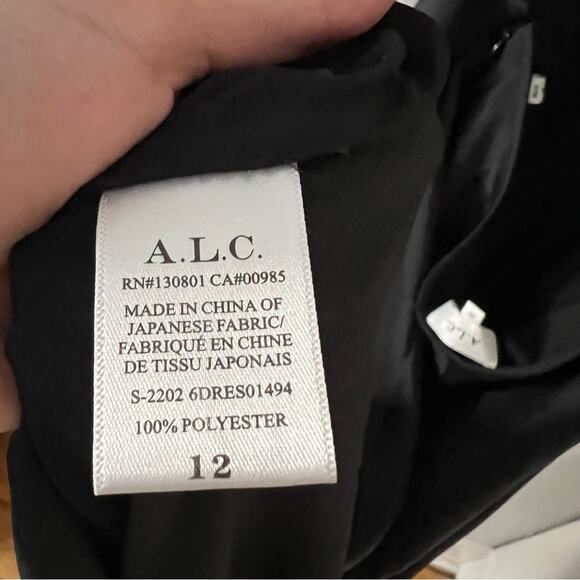 A.L.C.
RN#130801 CA#00985
MADE IN CHINA OF
JAPANESE FABRIC/
FABRIQUÉ EN CHINE
DE TISSU JAPONAIS
S-2202 6DRES01494
100% POLYESTER
12
A.L.C.